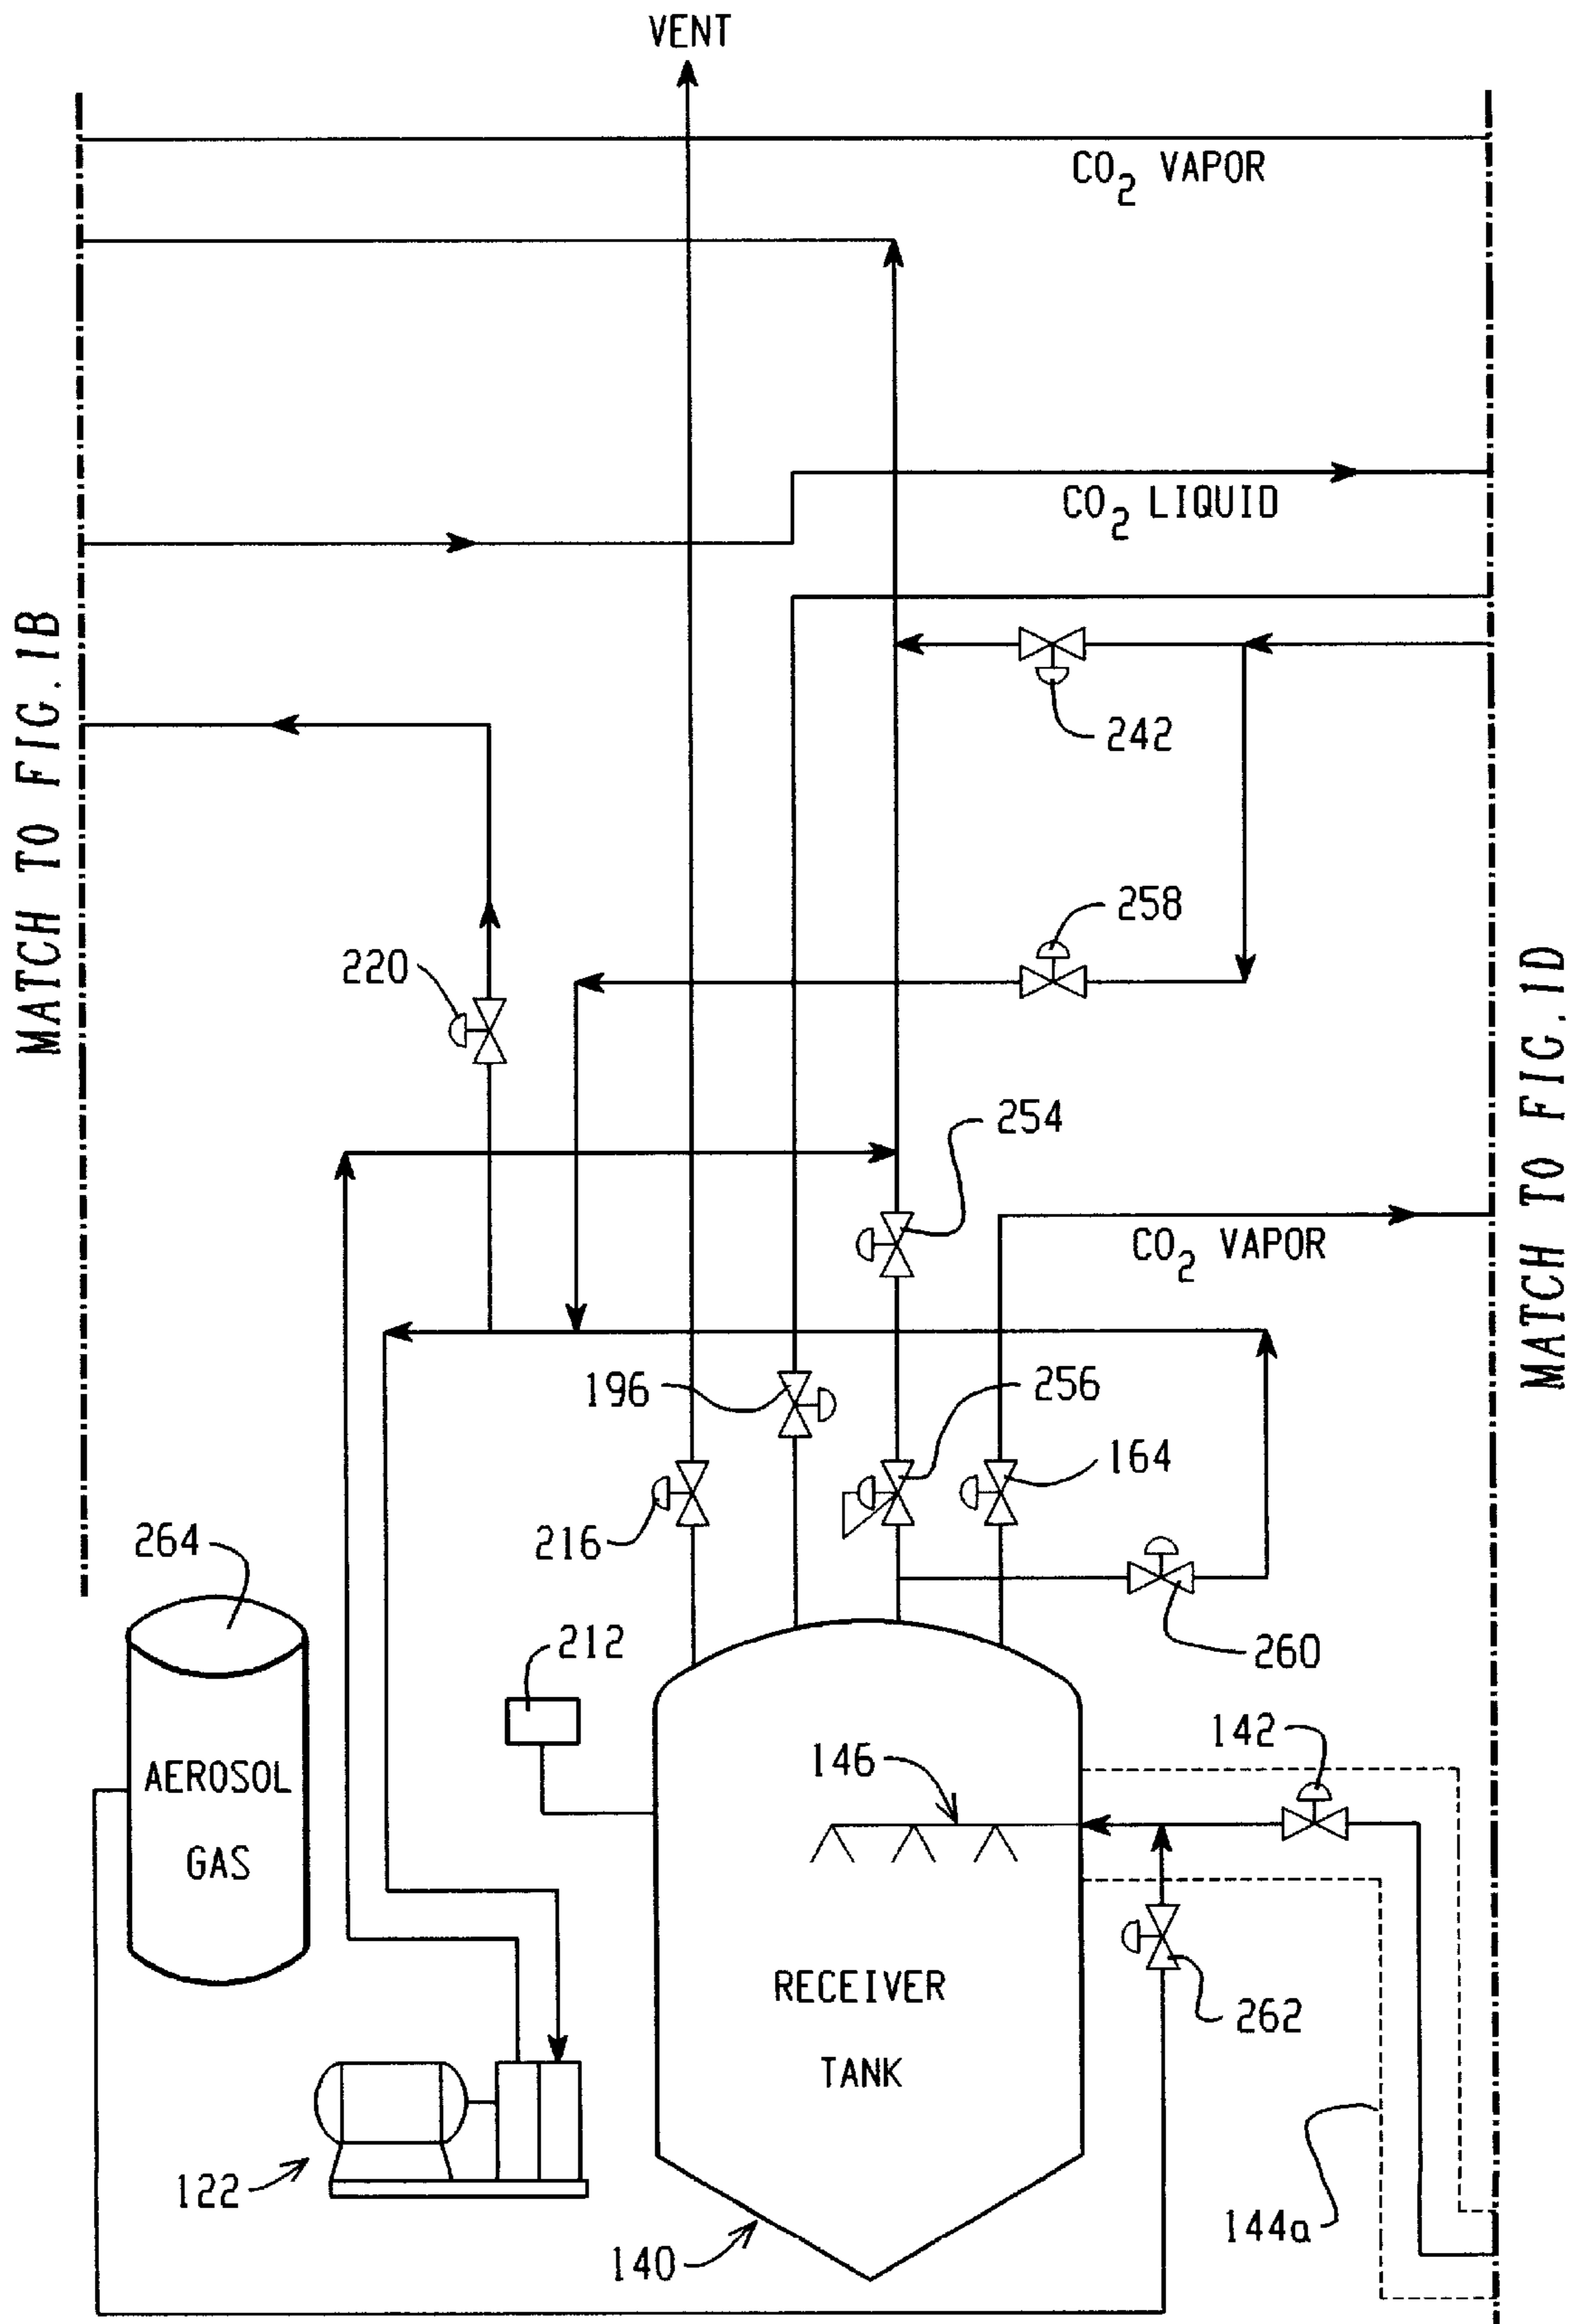 VENT
CO2 VAPOR
CO2 LIQUID
MATCH TO FIG.1B
242
258
220
MATCH TO FIG.1D
254
CO2 VAPOR
196
256
164
216
264
260
212
142
146
AEROSOL
GAS
RECEIVER
TANK
262
122
140
144a